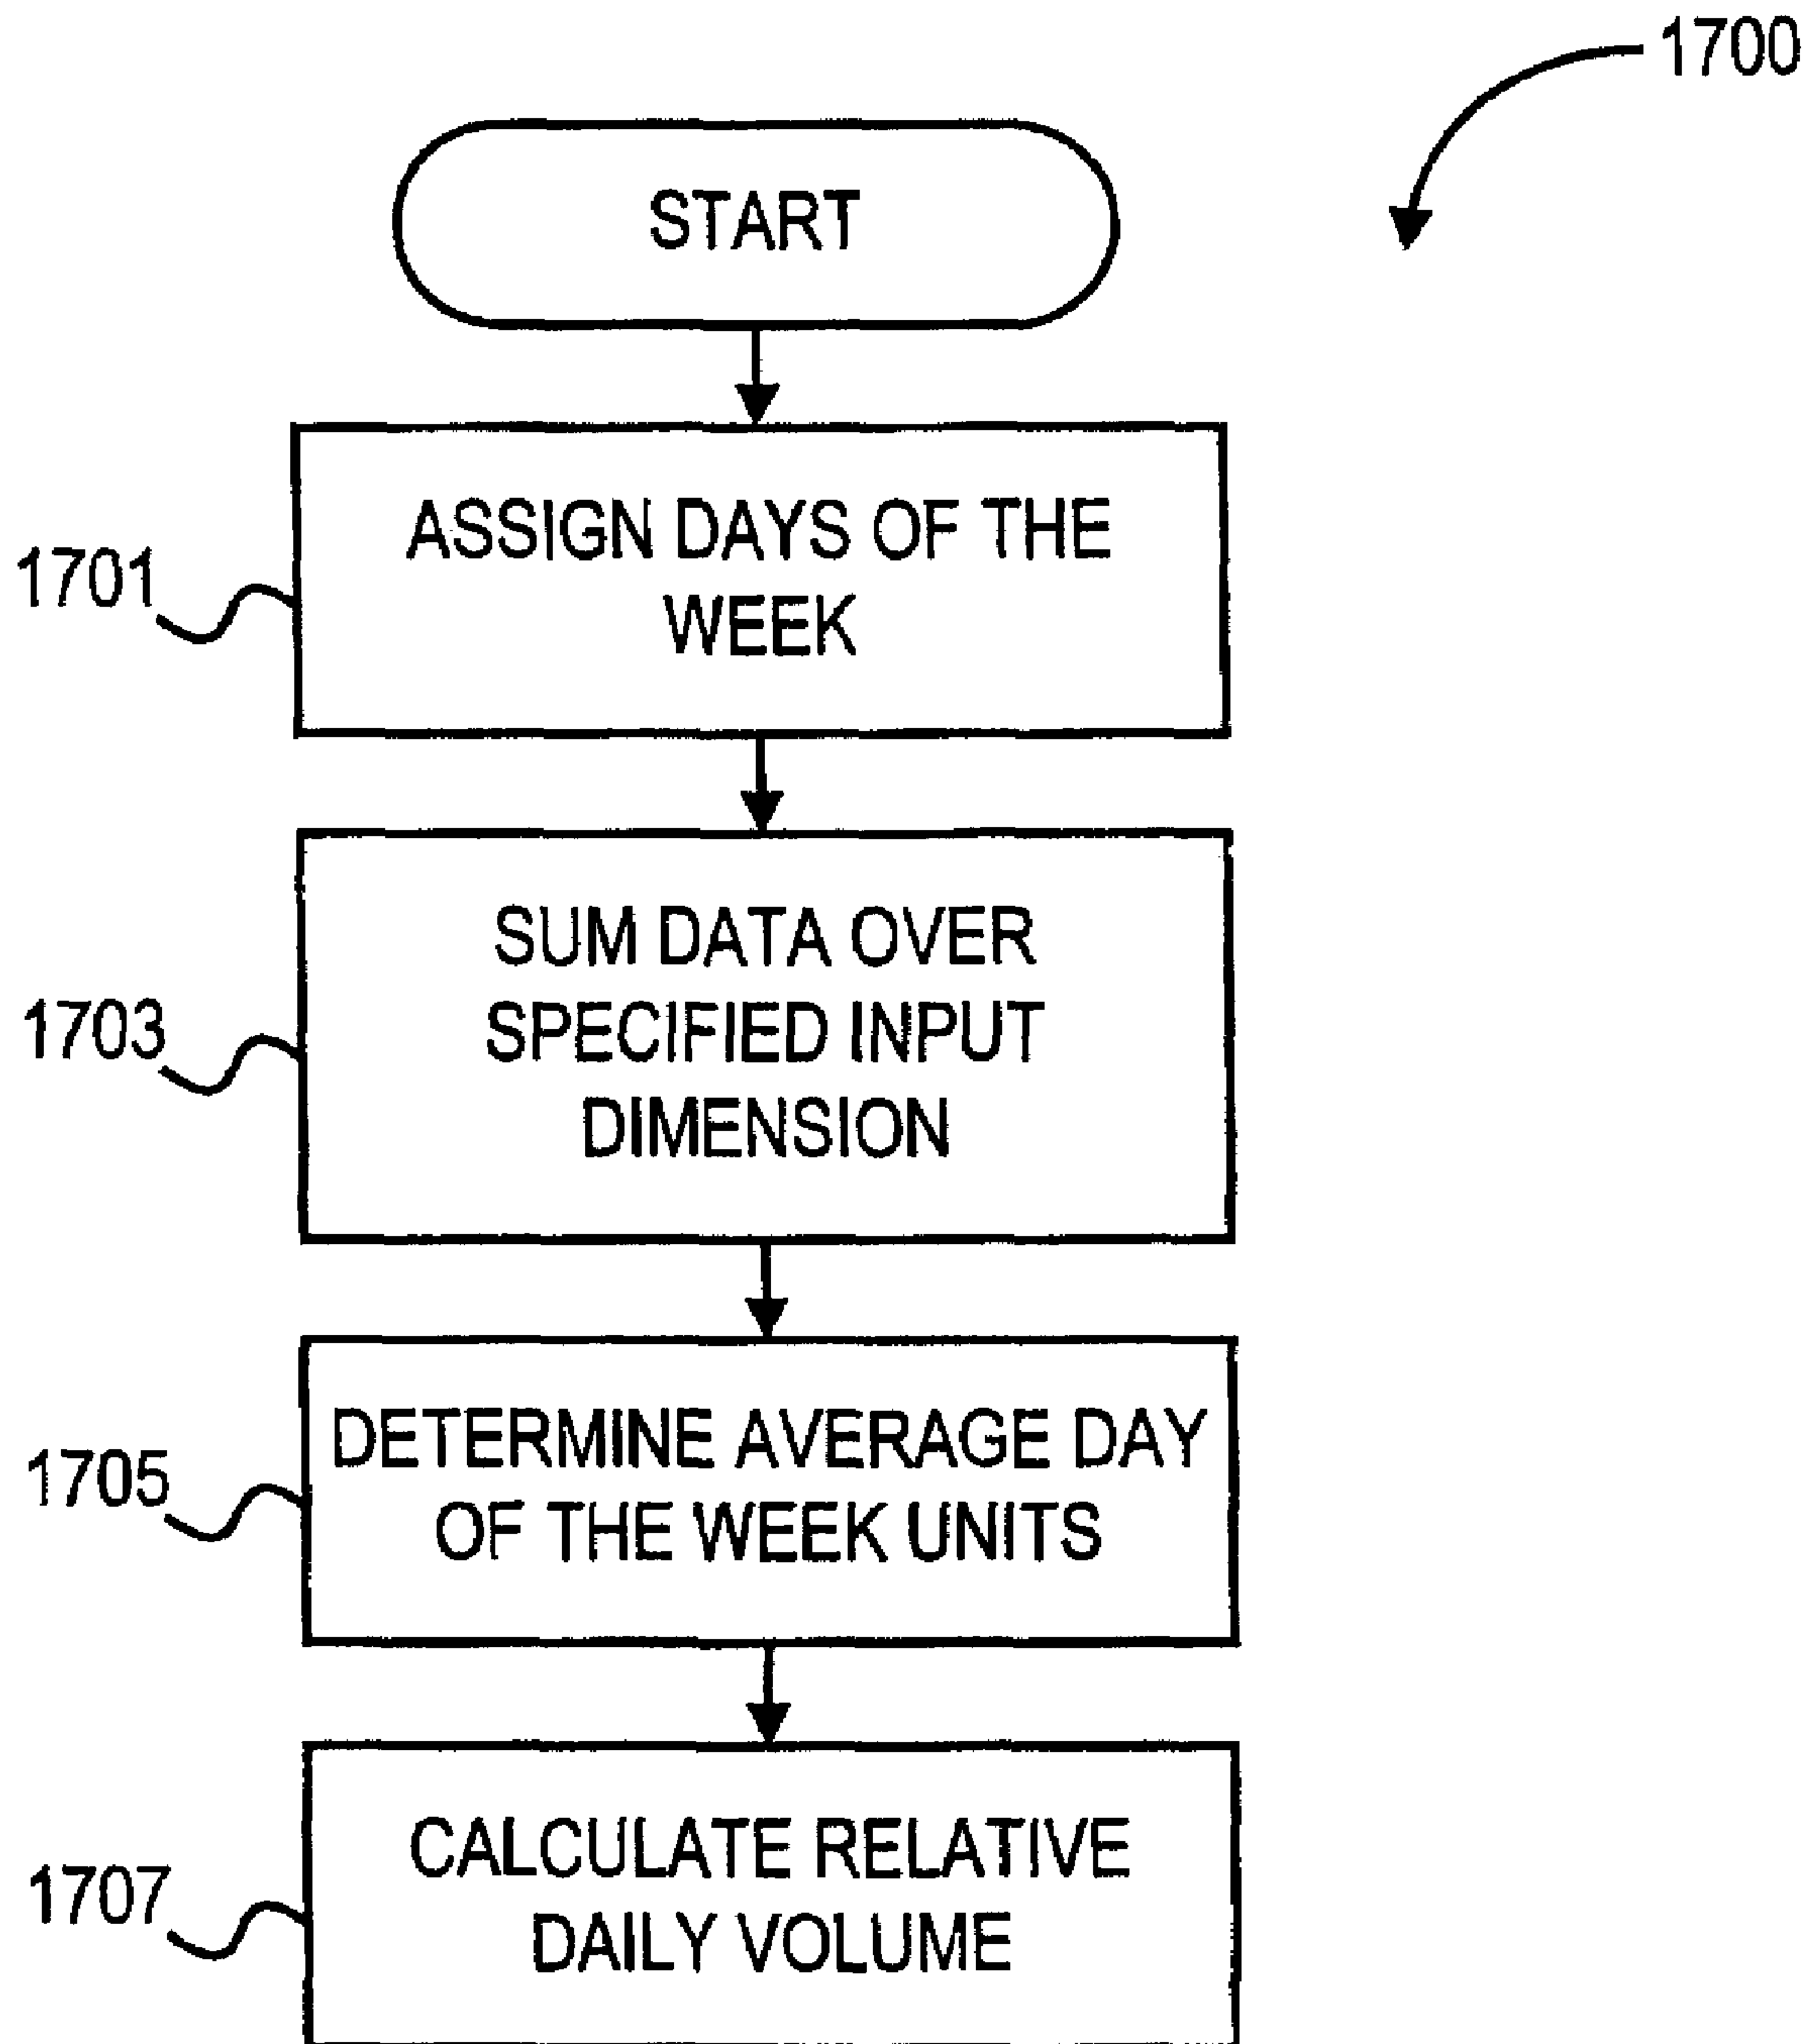 1700
START
1701
ASSIGN DAYS OF THE
WEEK
1703
SUM DATA OVER
SPECIFIED INPUT
DIMENSION
1705
DETERMINE AVERAGE DAY
OF THE WEEK UNITS
1707
CALCULATE RELATIVE
DAILY VOLUME